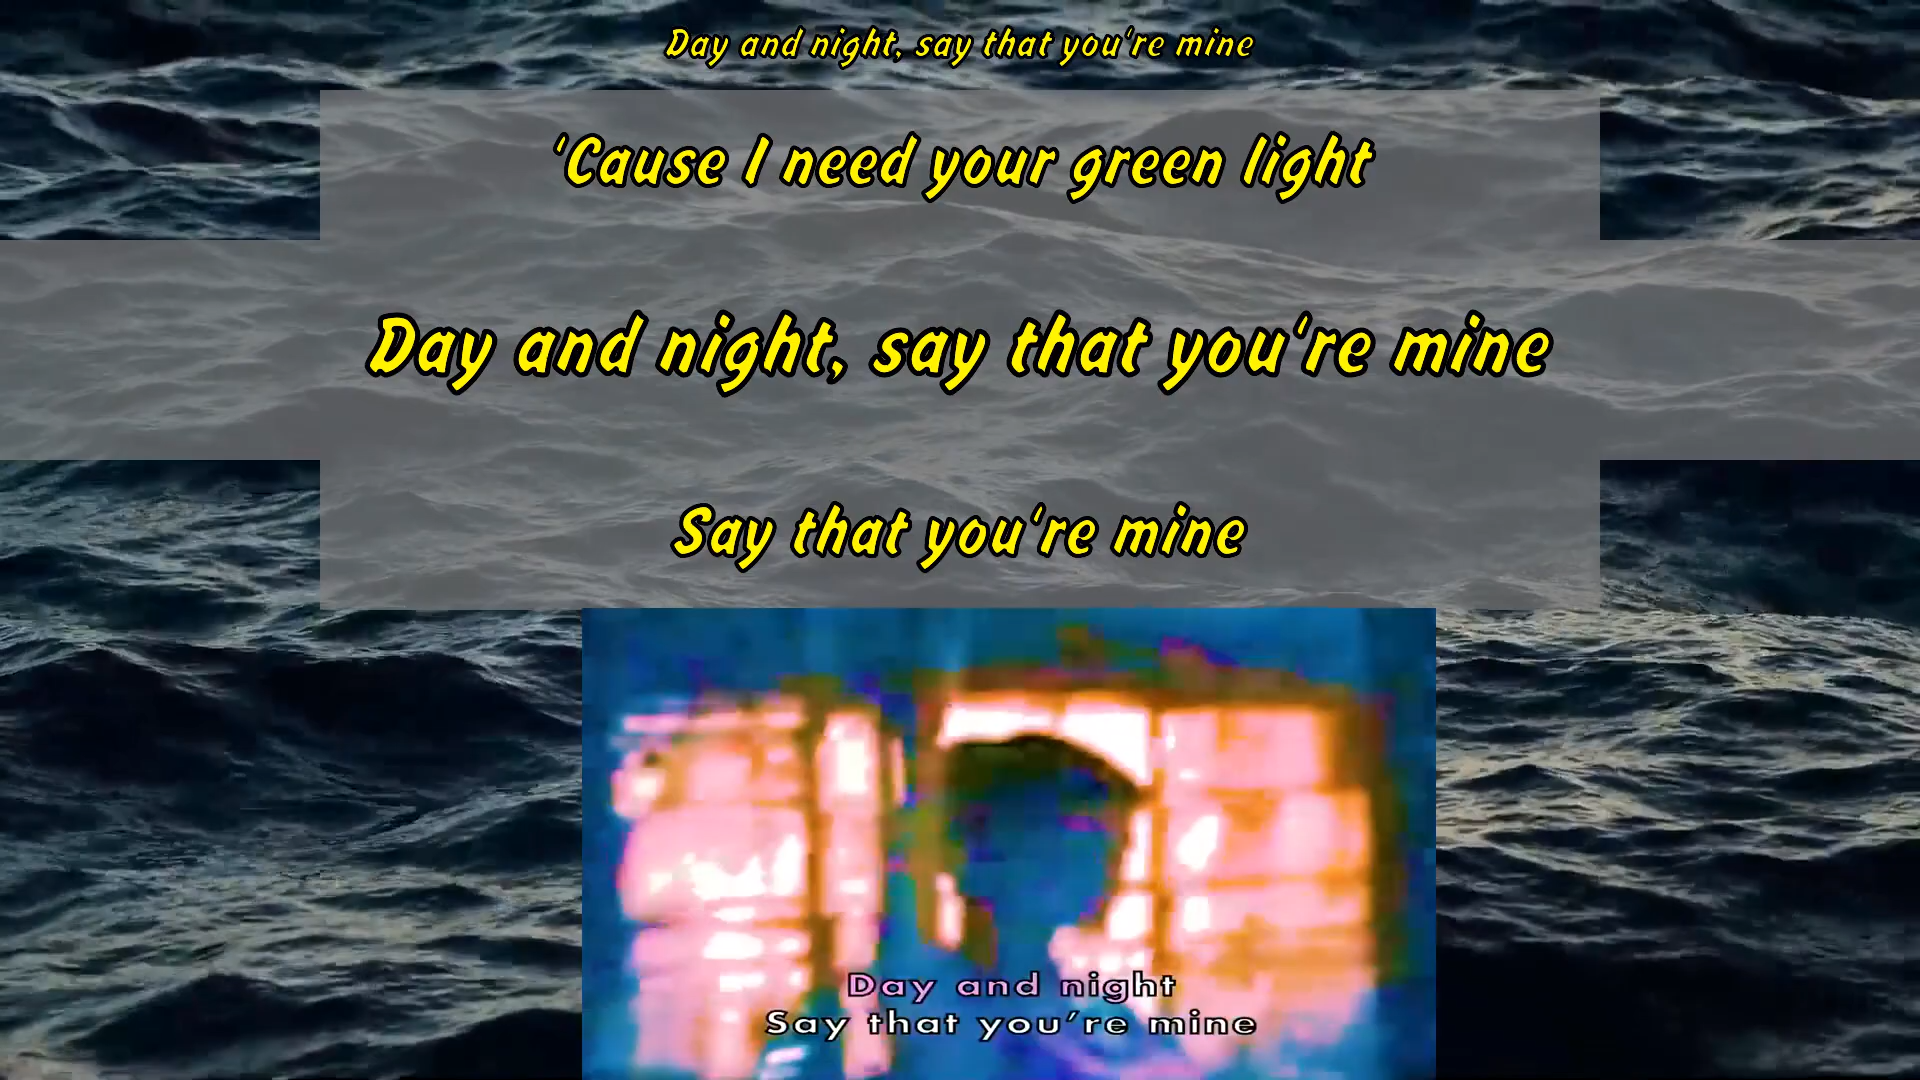 Day and night, say that you're mine
'Cause I need your green light
Day and night, say that you're mine
Say that you're mine
Day and night
Say that you're mine